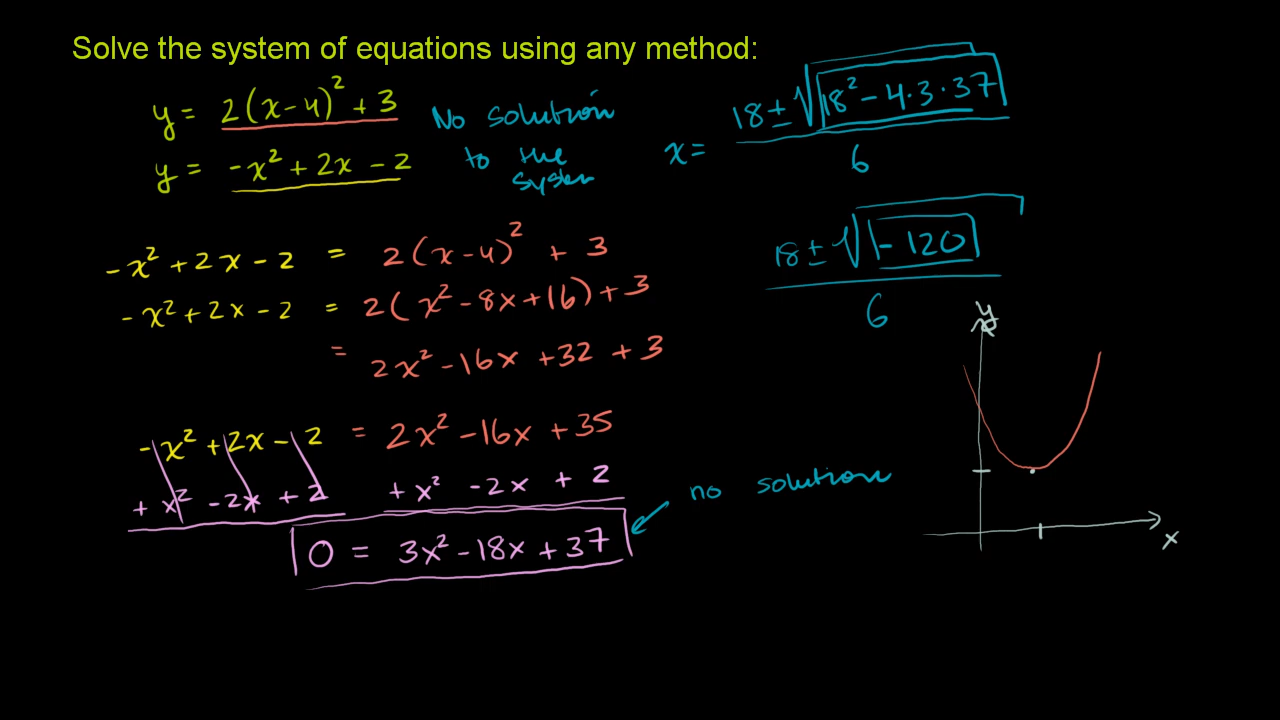 Solve the system of equations using any method:
y = 2(x-4)² + 3
y = -x² + 2x - 2
No solution
to the
system
x = (18 ± √(18² - 4·3·37)) / 6
(18 ± √(-120)) / 6
-x² + 2x - 2 = 2(x-4)² + 3
-x² + 2x - 2 = 2(x² - 8x + 16) + 3
= 2x² - 16x + 32 + 3
-x² + 2x - 2 = 2x² - 16x + 35
+ x² - 2x + 2 + x² - 2x + 2
0 = 3x² - 18x + 37
no solution
y
x